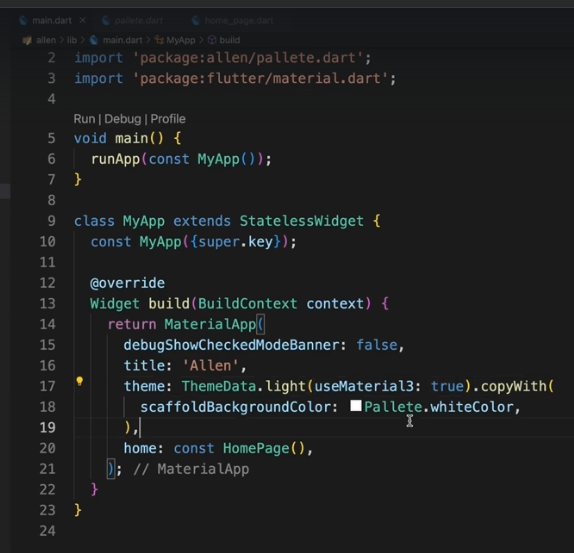 main.dart × pallete.dart home_page.dart
allen > lib > main.dart > MyApp > build
2 import 'package:allen/pallete.dart';
3 import 'package:flutter/material.dart';
4
Run | Debug | Profile
5 void main() {
6 runApp(const MyApp());
7 }
8
9 class MyApp extends StatelessWidget {
10 const MyApp({super.key});
11
12 @override
13 Widget build(BuildContext context) {
14 return MaterialApp(
15 debugShowCheckedModeBanner: false,
16 title: 'Allen',
17 theme: ThemeData.light(useMaterial3: true).copyWith(
18 scaffoldBackgroundColor: Pallete.whiteColor,
19 ),
20 home: const HomePage(),
21 ); // MaterialApp
22 }
23 }
24